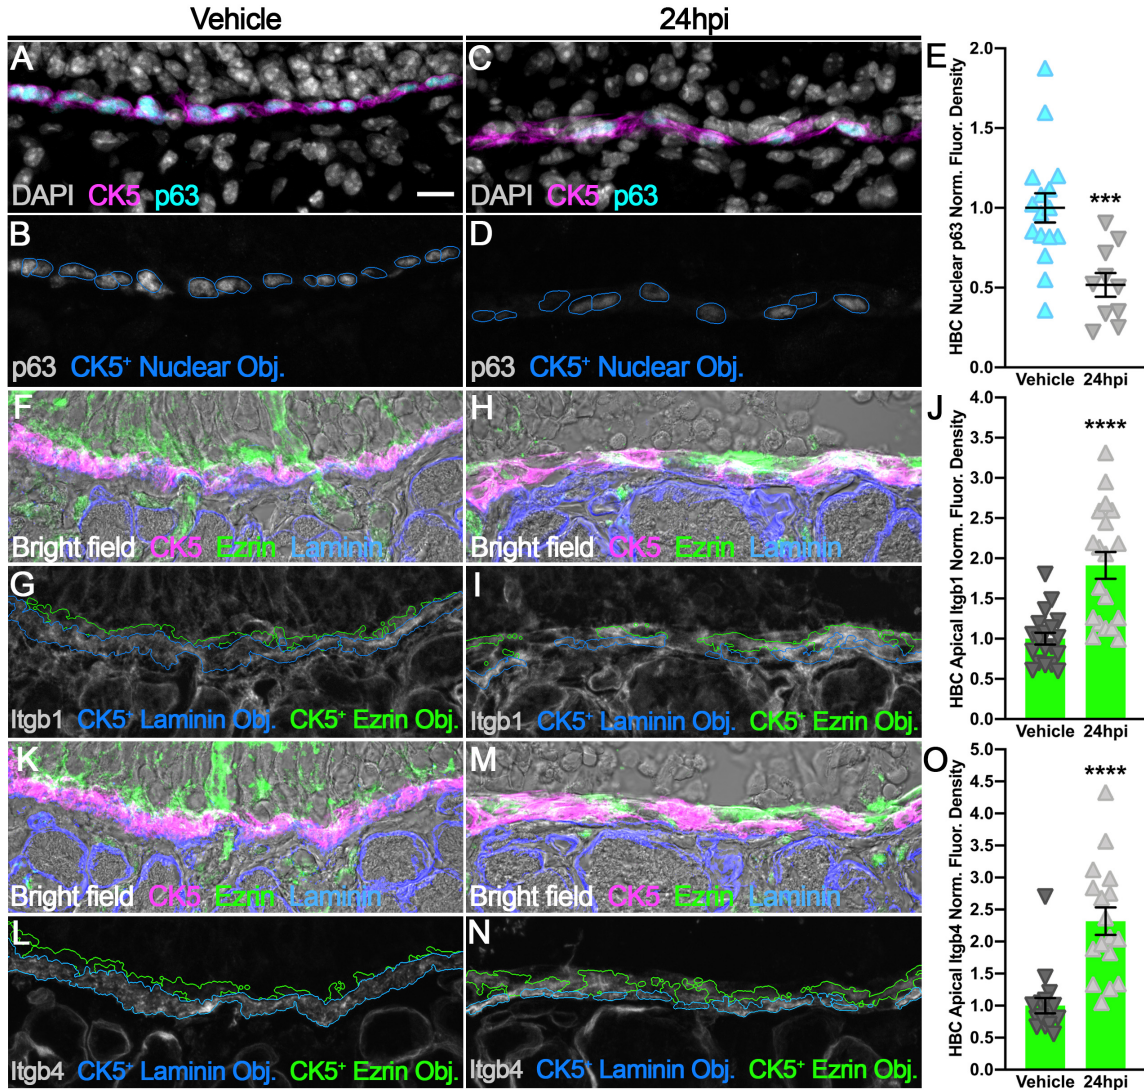 Vehicle
24hpi
A
DAPI CK5 p63
C
DAPI CK5 p63
B
p63 CK5+ Nuclear Obj.
D
p63 CK5+ Nuclear Obj.
E
HBC Nuclear p63 Norm. Fluor. Density
2.0
1.5
1.0
0.5
0.0
***
Vehicle 24hpi
F
Bright field CK5 Ezrin Laminin
H
Bright field CK5 Ezrin Laminin
G
Itgb1 CK5+ Laminin Obj. CK5+ Ezrin Obj.
I
Itgb1 CK5+ Laminin Obj. CK5+ Ezrin Obj.
J
HBC Apical Itgb1 Norm. Fluor. Density
4.0
3.5
3.0
2.5
2.0
1.5
1.0
0.5
0.0
****
Vehicle 24hpi
K
Bright field CK5 Ezrin Laminin
M
Bright field CK5 Ezrin Laminin
L
Itgb4 CK5+ Laminin Obj. CK5+ Ezrin Obj.
N
Itgb4 CK5+ Laminin Obj. CK5+ Ezrin Obj.
O
HBC Apical Itgb4 Norm. Fluor. Density
5.0
4.5
4.0
3.5
3.0
2.5
2.0
1.5
1.0
0.5
0.0
****
Vehicle 24hpi